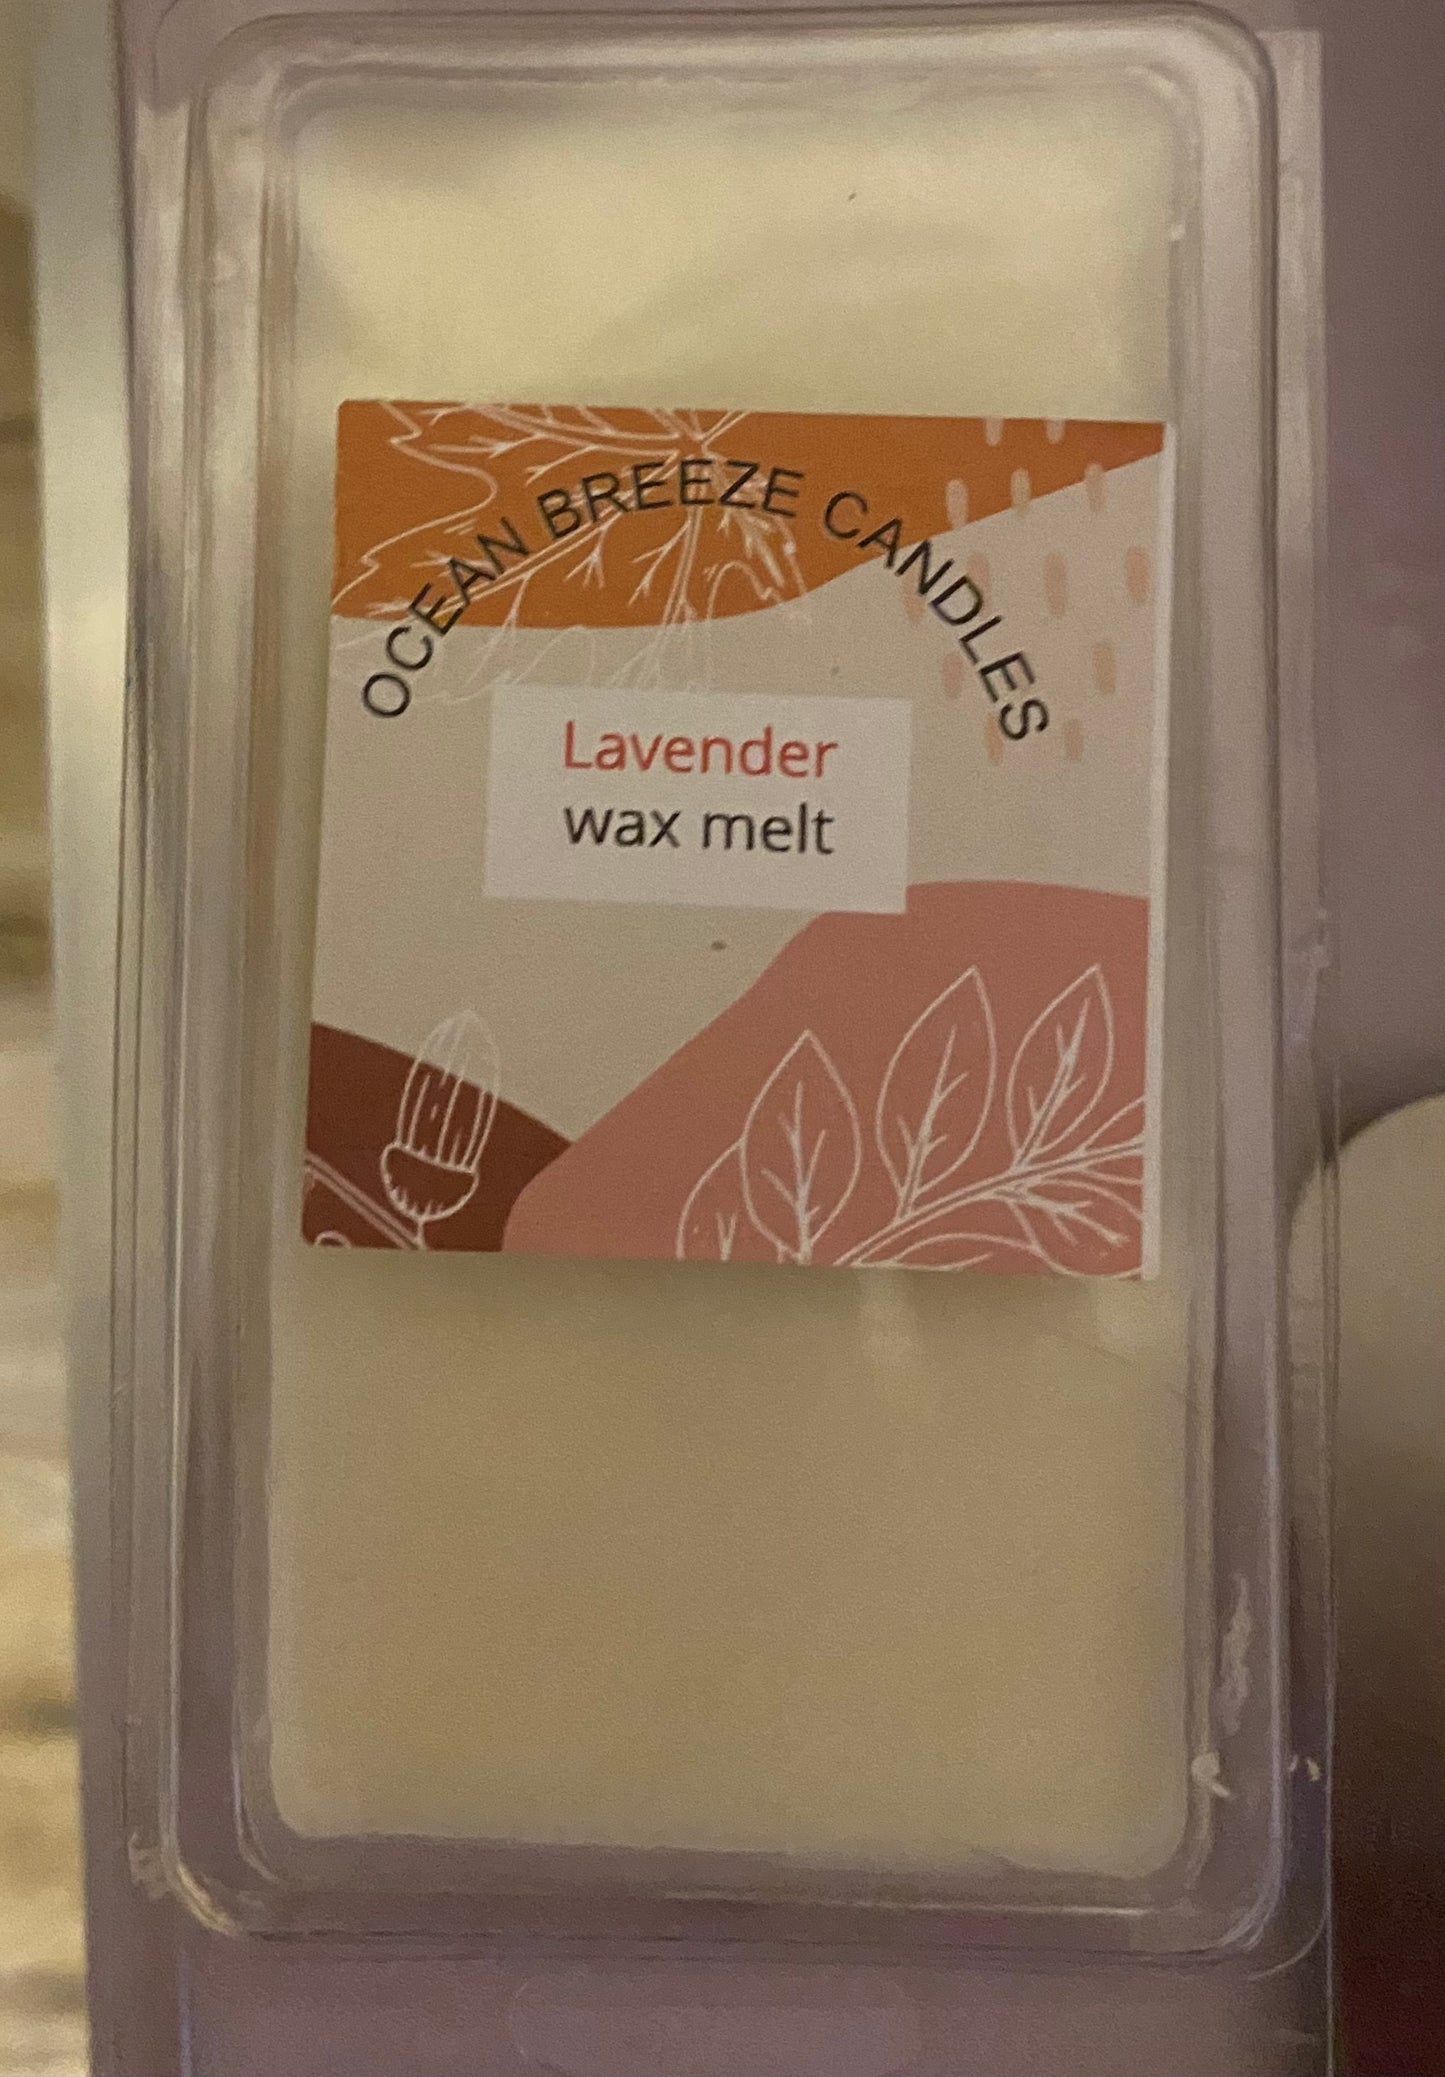 OCEAN BREEZE CANDLES
Lavender
wax melt